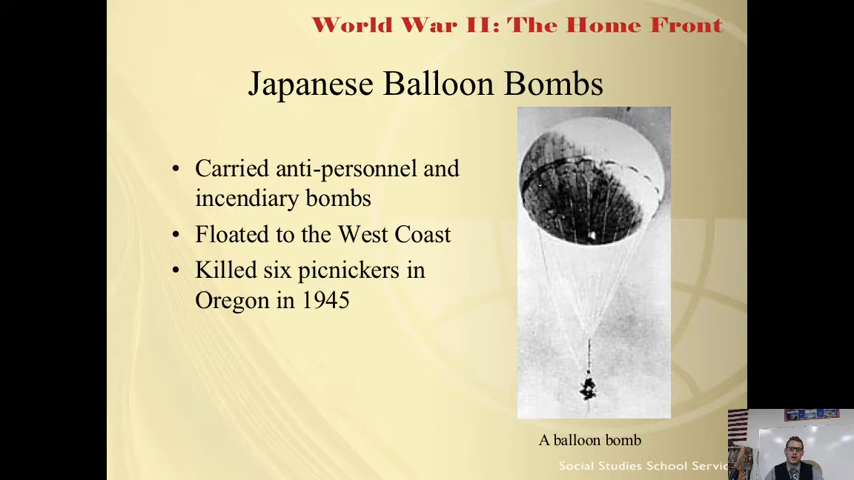 World War II: The Home Front
Japanese Balloon Bombs
• Carried anti-personnel and
incendiary bombs
• Floated to the West Coast
• Killed six picnickers in
Oregon in 1945
A balloon bomb
Social Studies School